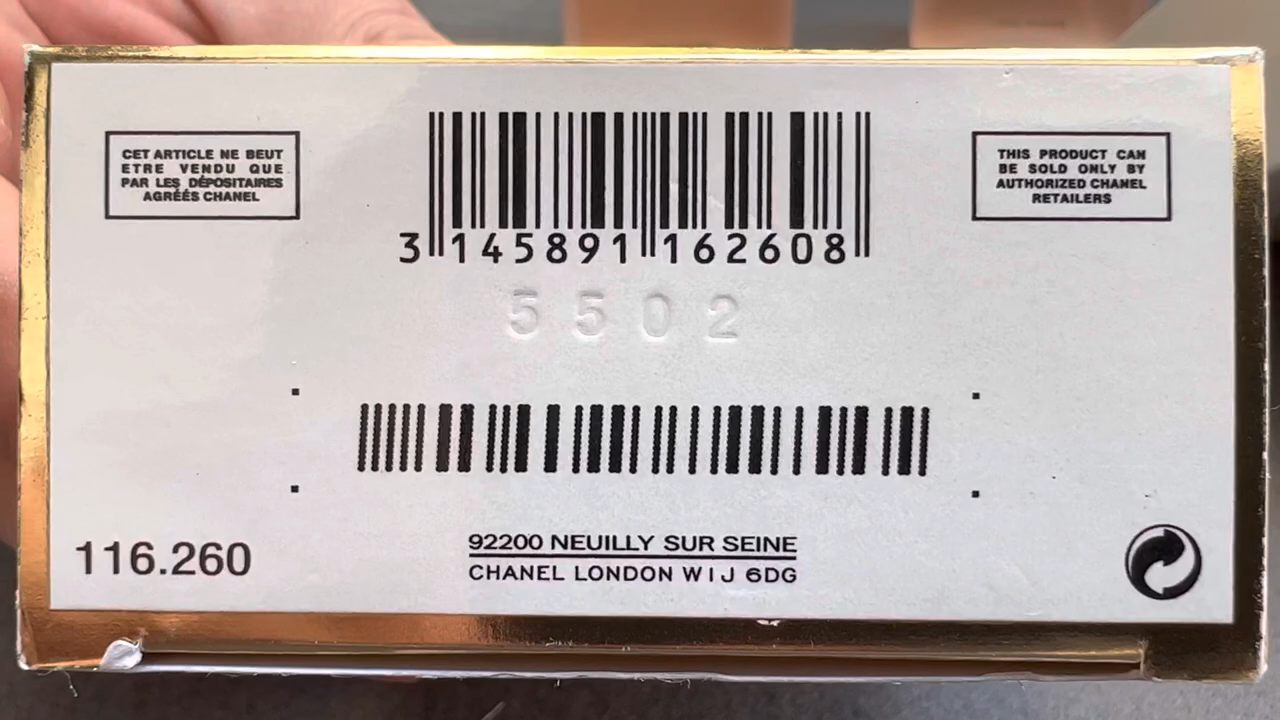 CET ARTICLE NE BEUT
ETRE VENDU QUE
PAR LES DÉPOSITAIRES
AGRÉÉS CHANEL
THIS PRODUCT CAN
BE SOLD ONLY BY
AUTHORIZED CHANEL
RETAILERS
3 145891 162608
5502
116.260
92200 NEUILLY SUR SEINE
CHANEL LONDON W1J 6DG